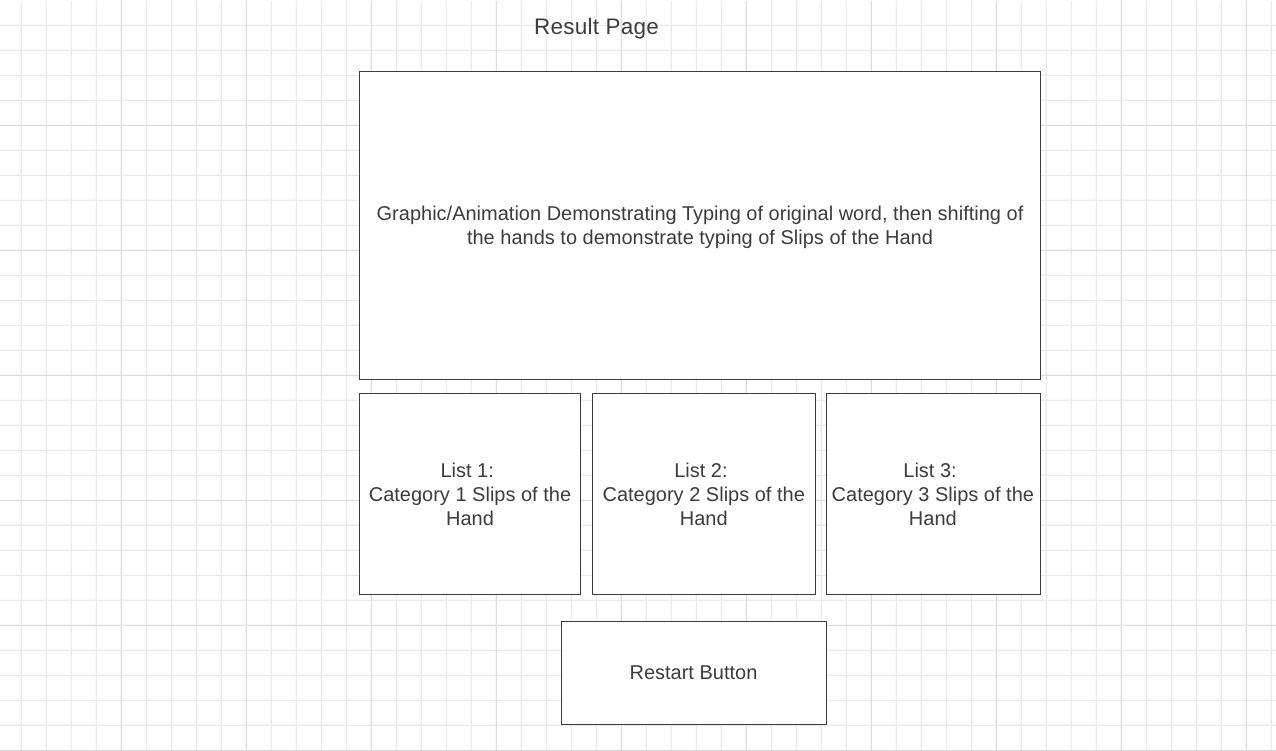 Result Page
Graphic/Animation Demonstrating Typing of original word, then shifting of
the hands to demonstrate typing of Slips of the Hand
List 1:
Category 1 Slips of the
Hand
List 2:
Category 2 Slips of the
Hand
List 3:
Category 3 Slips of the
Hand
Restart Button